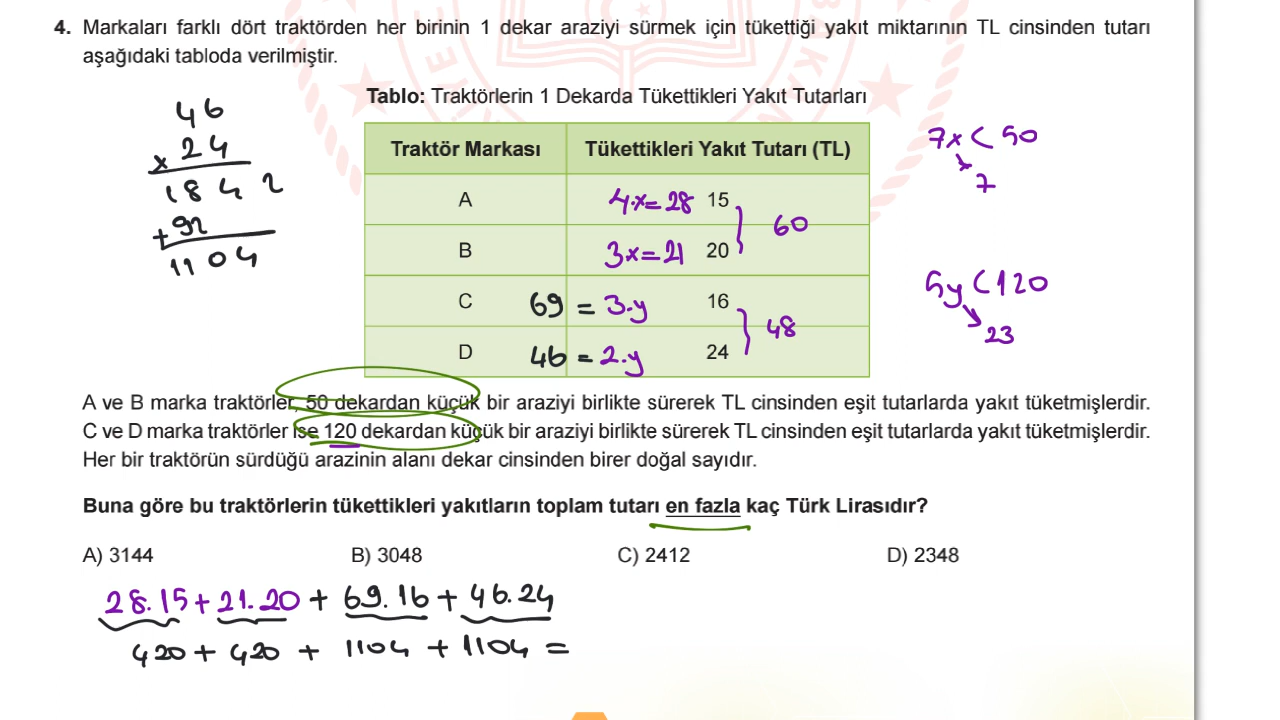 4. Markaları farklı dört traktörden her birinin 1 dekar araziyi sürmek için tükettiği yakıt miktarının TL cinsinden tutarı
aşağıdaki tabloda verilmiştir.
Tablo: Traktörlerin 1 Dekarda Tükettikleri Yakıt Tutarları
46
x 24
1842
+92
1104
Traktör Markası Tükettikleri Yakıt Tutarı (TL)
A 4.x=28 15
B 3x=21 20
60
C 69 = 3.y 16
D 46 = 2.y 24
48
7x < 50
7
5y < 120
23
A ve B marka traktörler, 50 dekardan küçük bir araziyi birlikte sürerek TL cinsinden eşit tutarlarda yakıt tüketmişlerdir.
C ve D marka traktörler ise 120 dekardan küçük bir araziyi birlikte sürerek TL cinsinden eşit tutarlarda yakıt tüketmişlerdir.
Her bir traktörün sürdüğü arazinin alanı dekar cinsinden birer doğal sayıdır.
Buna göre bu traktörlerin tükettikleri yakıtların toplam tutarı en fazla kaç Türk Lirasıdır?
A) 3144 B) 3048 C) 2412 D) 2348
28.15 + 21.20 + 69.16 + 46.24
420 + 420 + 1104 + 1104 =